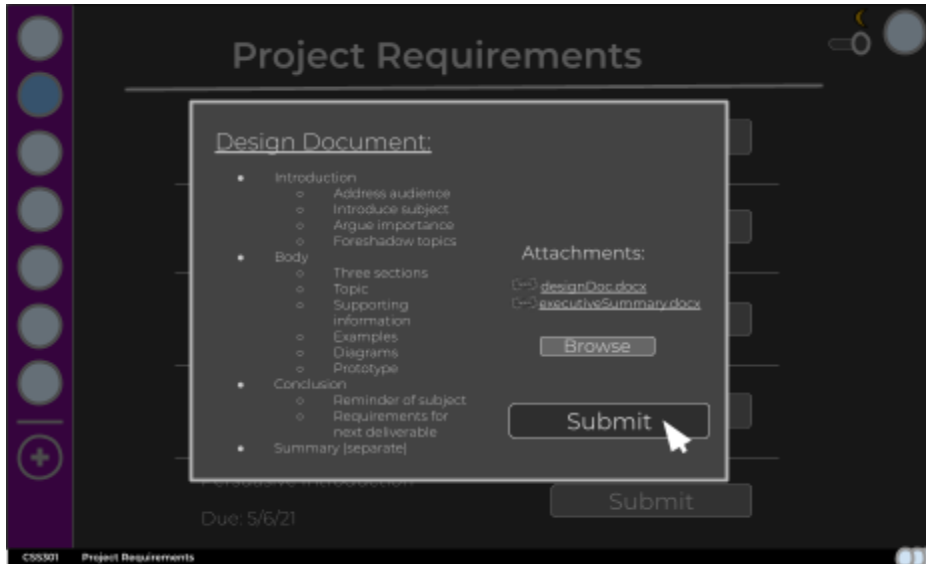 Project Requirements
Design Document:
Introduction
Address audience
Introduce subject
Argue importance
Foreshadow topics
Body
Three sections
Topic
Supporting
information
Examples
Diagrams
Prototype
Conclusion
Reminder of subject
Requirements for
next deliverable
Summary (separate)
Attachments:
designDoc.docx
executiveSummary.docx
Browse
Submit
Persuasive Introduction
Due: 5/6/21
Submit
CSS301 Project Requirements